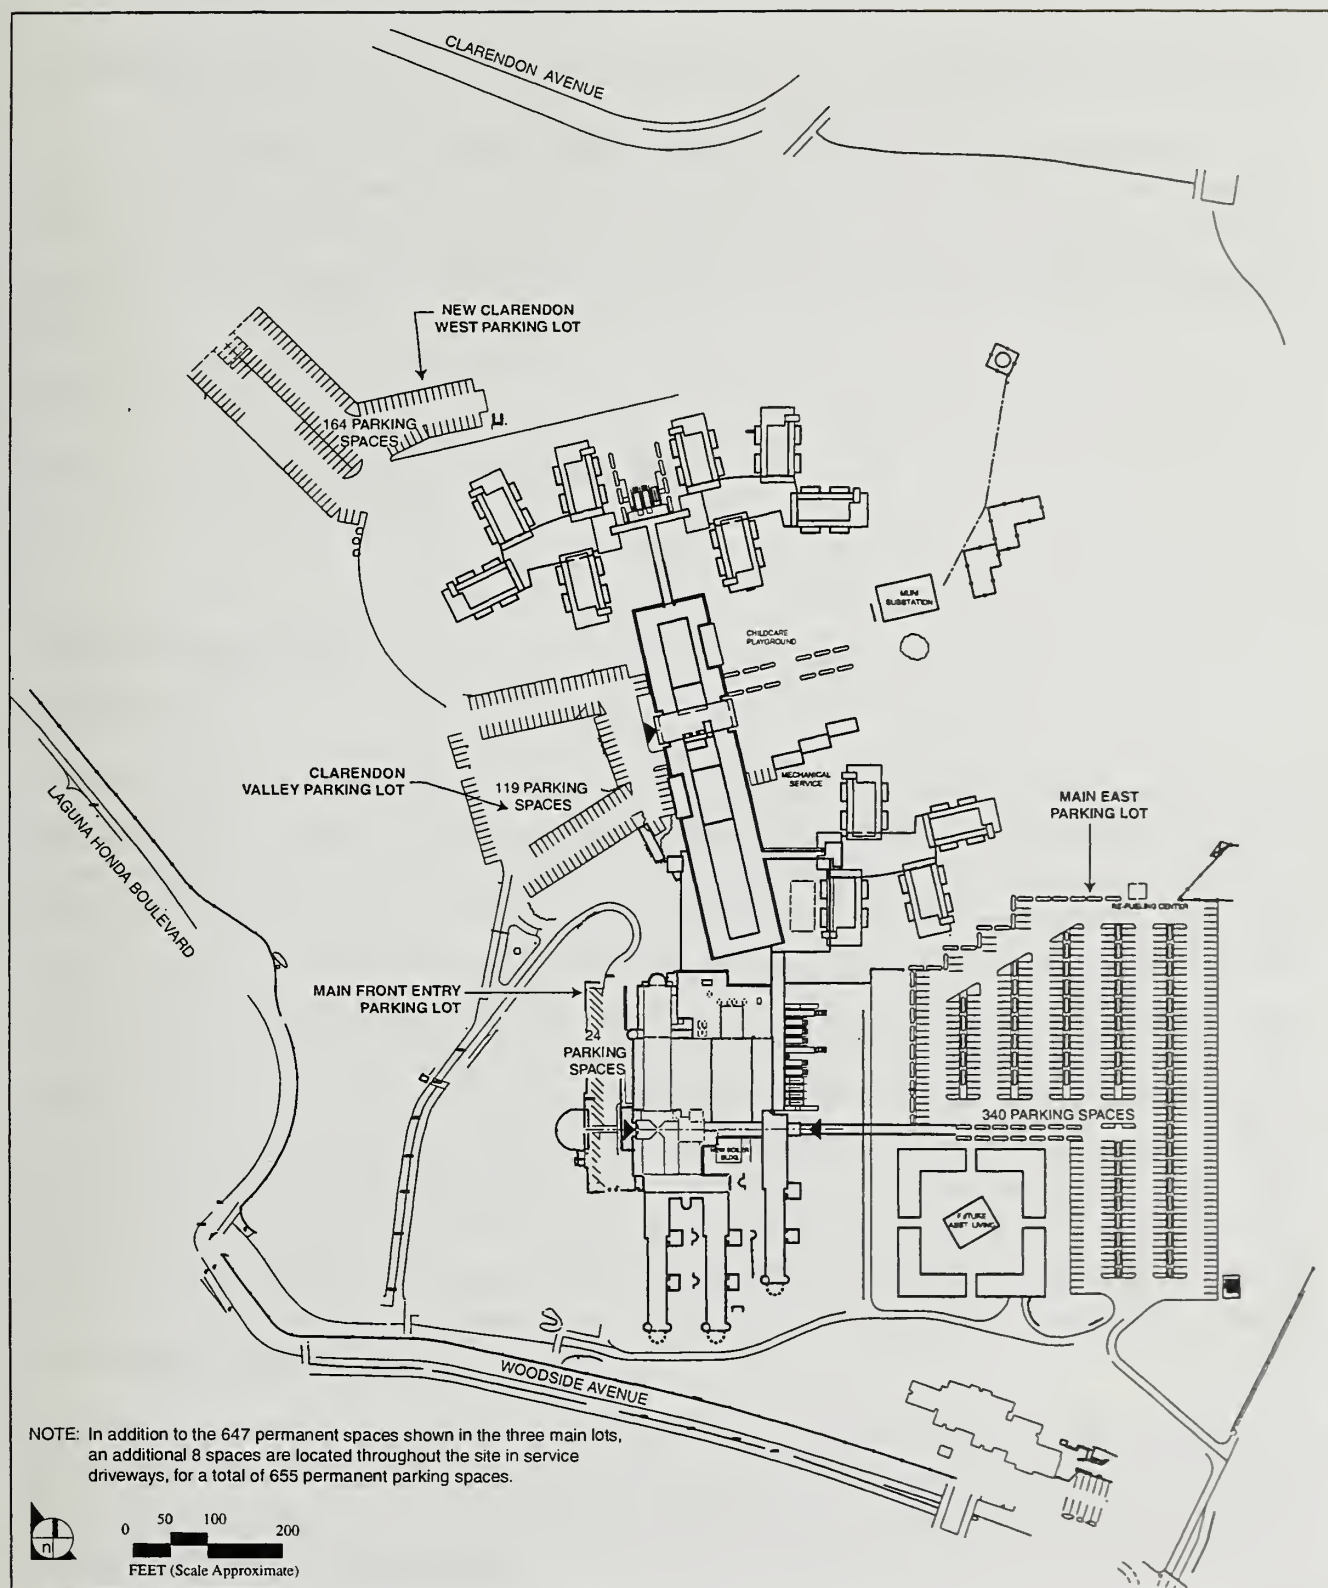 CLARENDON AVENUE
NEW CLARENDON
WEST PARKING LOT
164 PARKING
SPACES
MUNI
SUBSTATION
CHILDCARE
PLAYGROUND
CLARENDON
VALLEY PARKING LOT
119 PARKING
SPACES
MECHANICAL
SERVICE
MAIN EAST
PARKING LOT
LAGUNA HONDA BOULEVARD
RE-FUELING CENTER
MAIN FRONT ENTRY
PARKING LOT
24
PARKING
SPACES
340 PARKING SPACES
NEW BOILER
BLDG.
FUTURE
ASST LIVING
WOODSIDE AVENUE
NOTE: In addition to the 647 permanent spaces shown in the three main lots,
an additional 8 spaces are located throughout the site in service
driveways, for a total of 655 permanent parking spaces.
n
0 50 100 200
FEET (Scale Approximate)